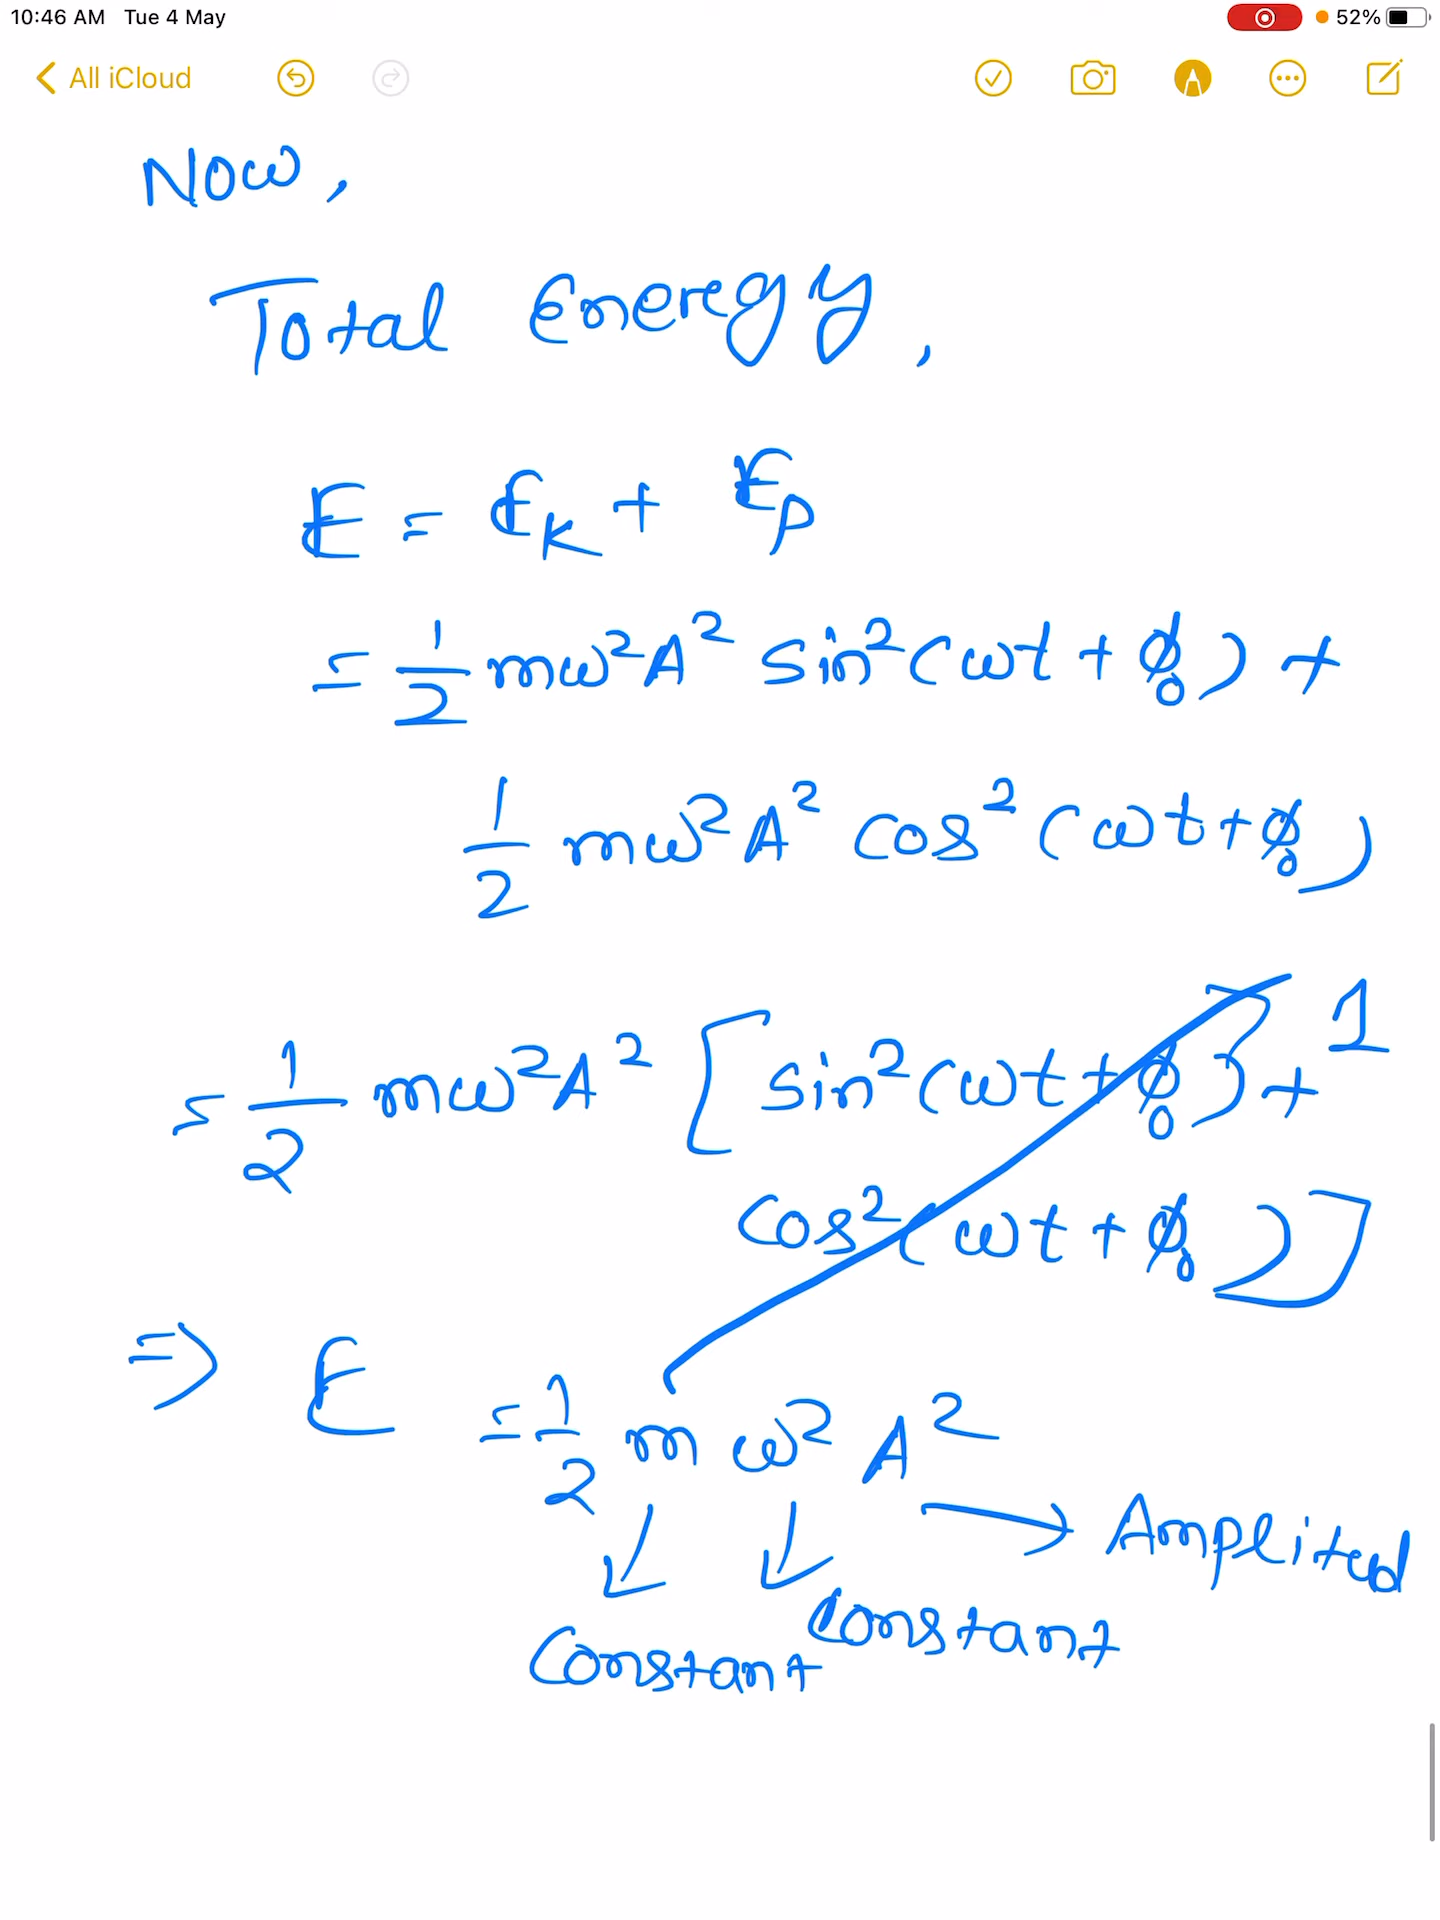 10:46 AM Tue 4 May 52%
All iCloud
Now,
Total Eneregy,
E = Eₖ + Eₚ
= 1/2 mω²A² sin²(ωt + φ₀) +
1/2 mω²A² cos²(ωt+φ₀)
= 1/2 mω²A² [sin²(ωt+φ₀) + 1
cos²(ωt+φ₀)]
⇒ E = 1/2 m ω² A²
→ Amplitud
constant
constant